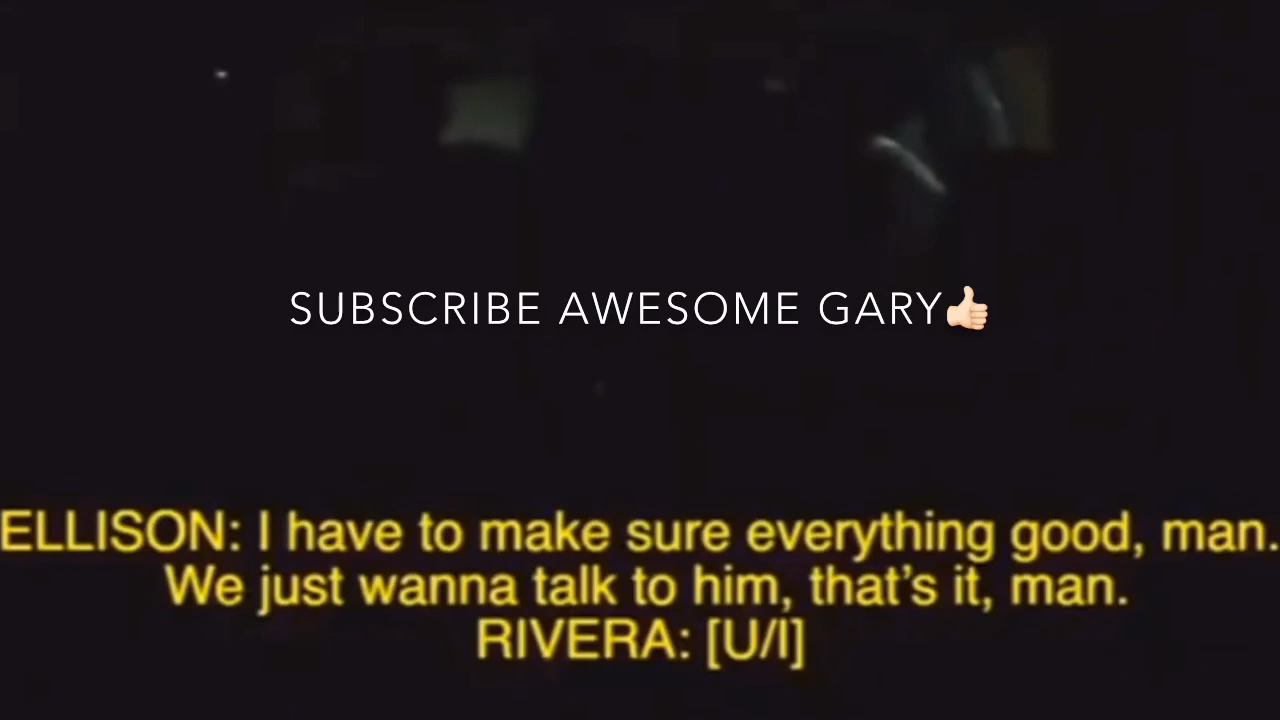 SUBSCRIBE AWESOME GARY👍🏻
ELLISON: I have to make sure everything good, man.
We just wanna talk to him, that’s it, man.
RIVERA: [U/I]